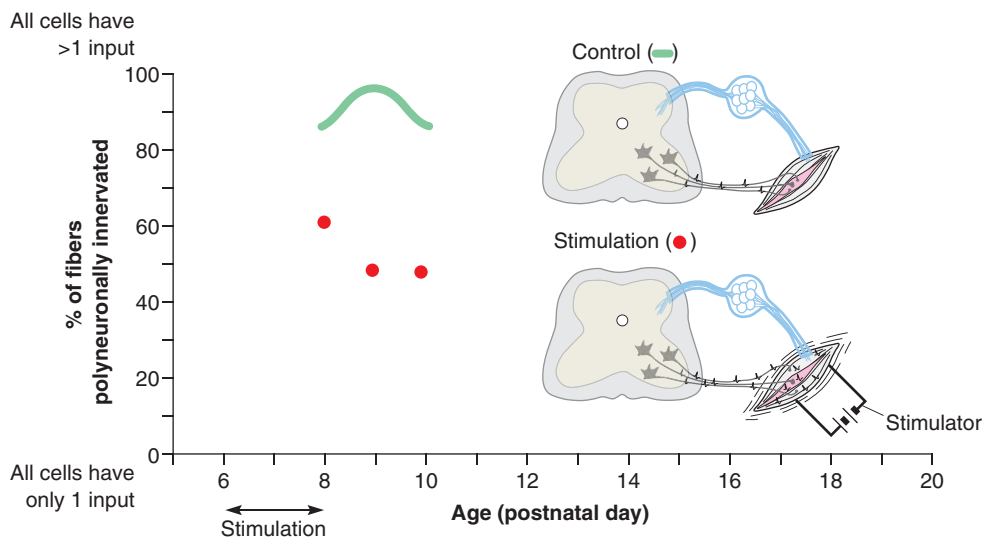 All cells have
>1 input
% of fibers
polyneuronally innervated
100
80
60
40
20
0
All cells have
only 1 input
6
8
10
12
14
16
18
20
Stimulation
Age (postnatal day)
Control ( )
Stimulation ( )
Stimulator